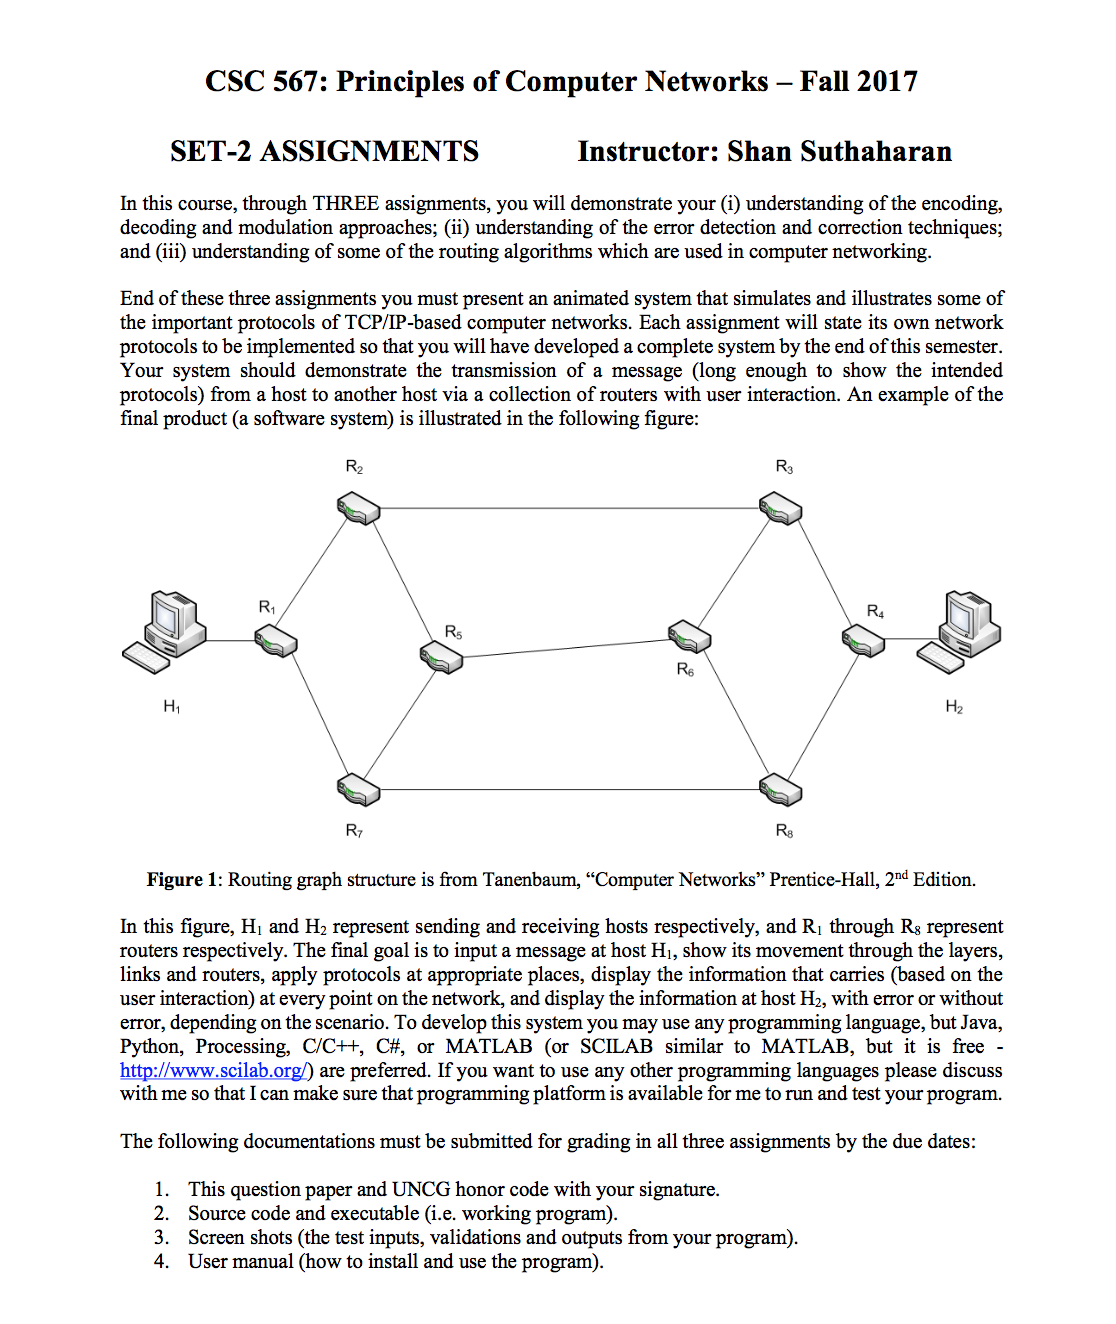 CSC 567: Principles of Computer Networks – Fall 2017
SET-2 ASSIGNMENTS Instructor: Shan Suthaharan
In this course, through THREE assignments, you will demonstrate your (i) understanding of the encoding,
decoding and modulation approaches; (ii) understanding of the error detection and correction techniques;
and (iii) understanding of some of the routing algorithms which are used in computer networking.
End of these three assignments you must present an animated system that simulates and illustrates some of
the important protocols of TCP/IP-based computer networks. Each assignment will state its own network
protocols to be implemented so that you will have developed a complete system by the end of this semester.
Your system should demonstrate the transmission of a message (long enough to show the intended
protocols) from a host to another host via a collection of routers with user interaction. An example of the
final product (a software system) is illustrated in the following figure:
R2
R3
R1
R4
R5
R6
H1
H2
R7
R8
Figure 1: Routing graph structure is from Tanenbaum, “Computer Networks” Prentice-Hall, 2nd Edition.
In this figure, H1 and H2 represent sending and receiving hosts respectively, and R1 through R8 represent
routers respectively. The final goal is to input a message at host H1, show its movement through the layers,
links and routers, apply protocols at appropriate places, display the information that carries (based on the
user interaction) at every point on the network, and display the information at host H2, with error or without
error, depending on the scenario. To develop this system you may use any programming language, but Java,
Python, Processing, C/C++, C#, or MATLAB (or SCILAB similar to MATLAB, but it is free -
http://www.scilab.org/) are preferred. If you want to use any other programming languages please discuss
with me so that I can make sure that programming platform is available for me to run and test your program.
The following documentations must be submitted for grading in all three assignments by the due dates:
1. This question paper and UNCG honor code with your signature.
2. Source code and executable (i.e. working program).
3. Screen shots (the test inputs, validations and outputs from your program).
4. User manual (how to install and use the program).